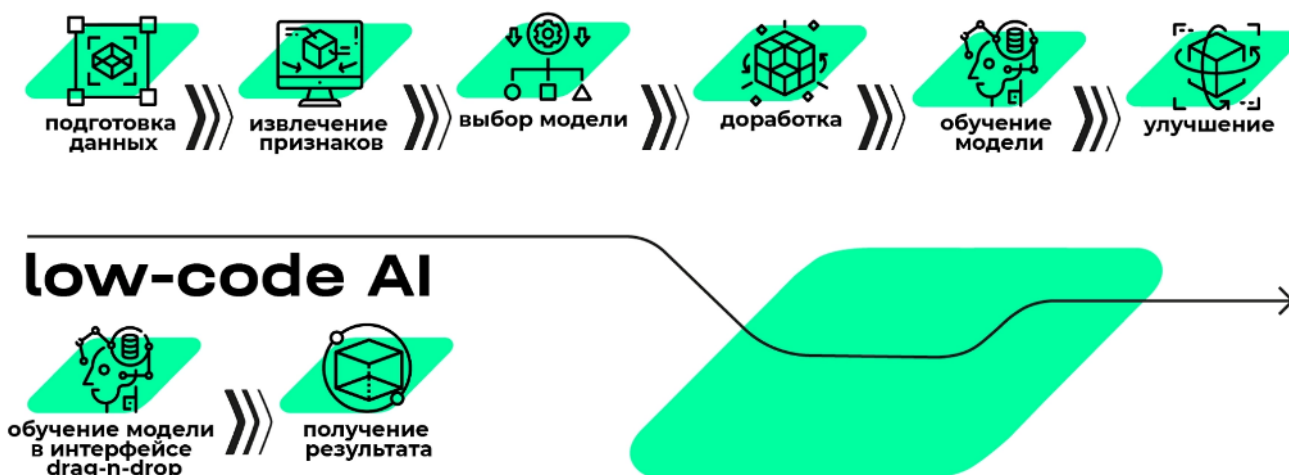 подготовка
данных
извлечение
признаков
выбор модели
доработка
обучение
модели
улучшение
low-code AI
обучение модели
в интерфейсе
drag-n-drop
получение
результата